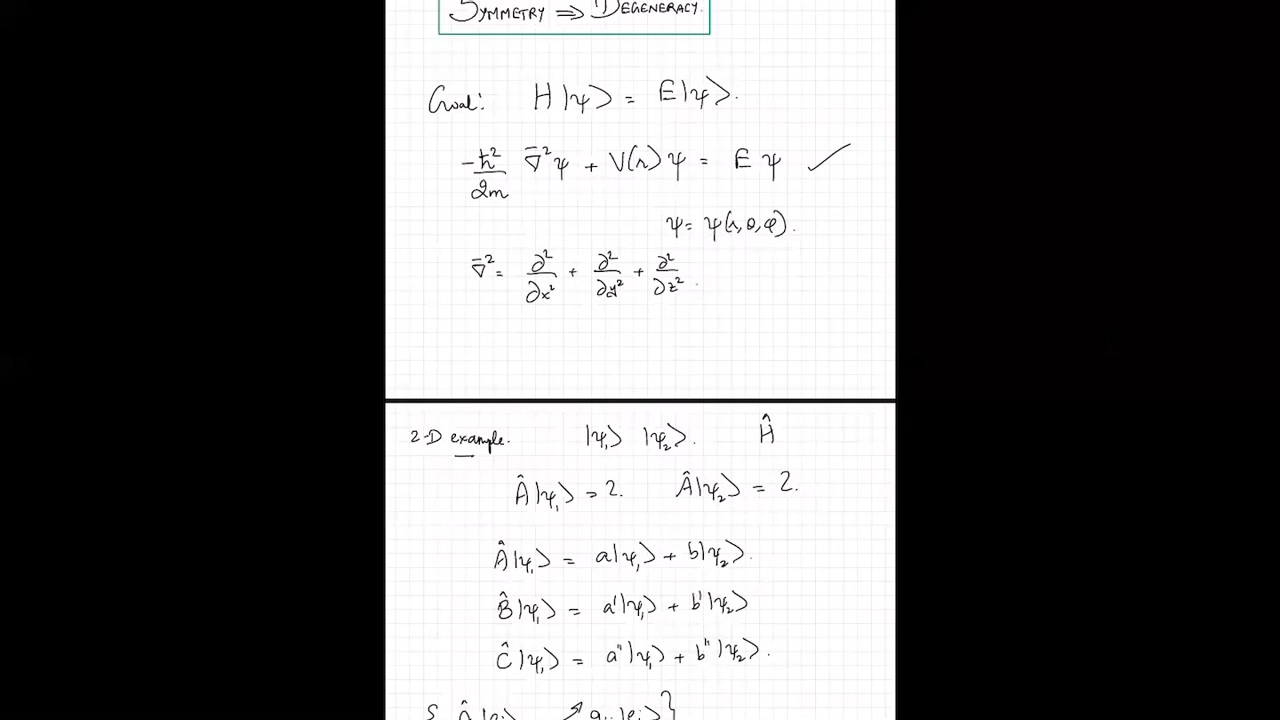 SYMMETRY ⇒ DEGENERACY.
Goal: H|ψ⟩ = E|ψ⟩.
-ħ²/2m ∇̄²ψ + V(r)ψ = Eψ ✓
ψ = ψ(r,θ,φ).
∇̄² = ∂²/∂x² + ∂²/∂y² + ∂²/∂z².
2-D example. |ψ₁⟩ |ψ₂⟩. Ĥ
Â|ψ₁⟩ = 2. Â|ψ₂⟩ = 2.
Â|ψ₁⟩ = a|ψ₁⟩ + b|ψ₂⟩.
B̂|ψ₁⟩ = a'|ψ₁⟩ + b'|ψ₂⟩
Ĉ|ψ₁⟩ = a"|ψ₁⟩ + b"|ψ₂⟩.